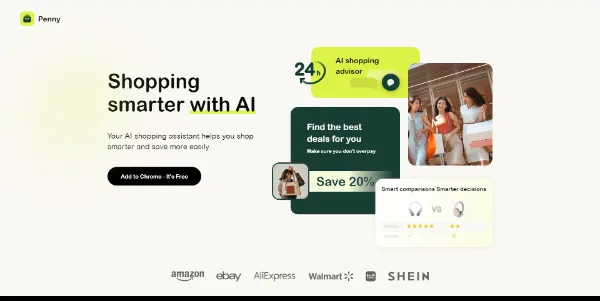 Penny
Shopping
smarter with AI
Your AI shopping assistant helps you shop
smarter and save more easily
Add to Chrome - It's Free
24h
AI shopping
advisor
Find the best
deals for you
Make sure you don't overpay
Save 20%
Smart comparisons Smarter decisions
VS
amazon
ebay
AliExpress
Walmart
SHEIN